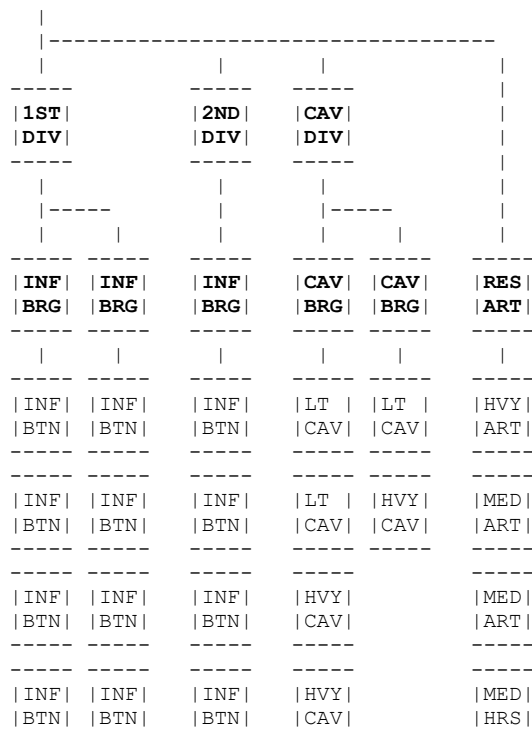 1ST 2ND CAV
DIV DIV DIV
INF INF INF CAV CAV RES
BRG BRG BRG BRG BRG ART
INF INF INF LT LT HVY
BTN BTN BTN CAV CAV ART
INF INF INF LT HVY MED
BTN BTN BTN CAV CAV ART
INF INF INF HVY MED
BTN BTN BTN CAV ART
INF INF INF HVY MED
BTN BTN BTN CAV HRS